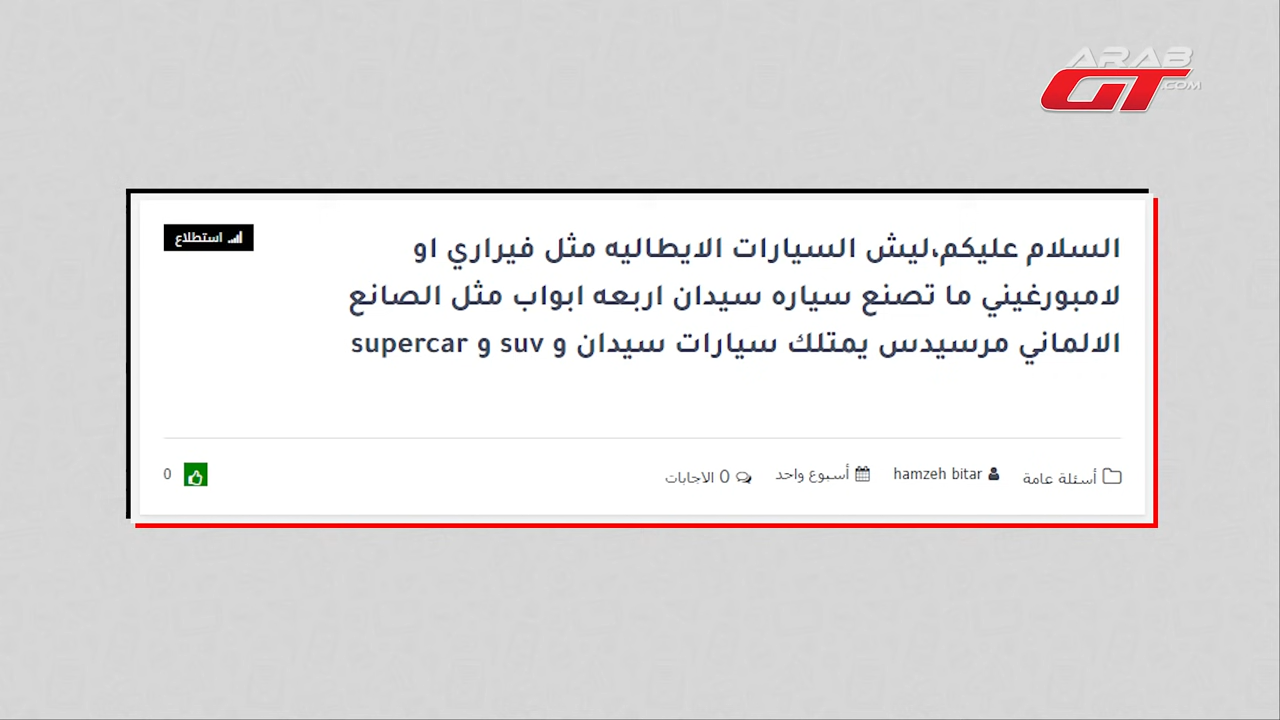 ARAB
GT.COM
السلام عليكم،ليش السيارات الايطاليه مثل فيراري او
لامبورغيني ما تصنع سياره سيدان اربعه ابواب مثل الصانع
الالماني مرسيدس يمتلك سيارات سيدان و suv و supercar
استطلاع
أسئلة عامة hamzeh bitar أسبوع واحد 0 الاجابات 0